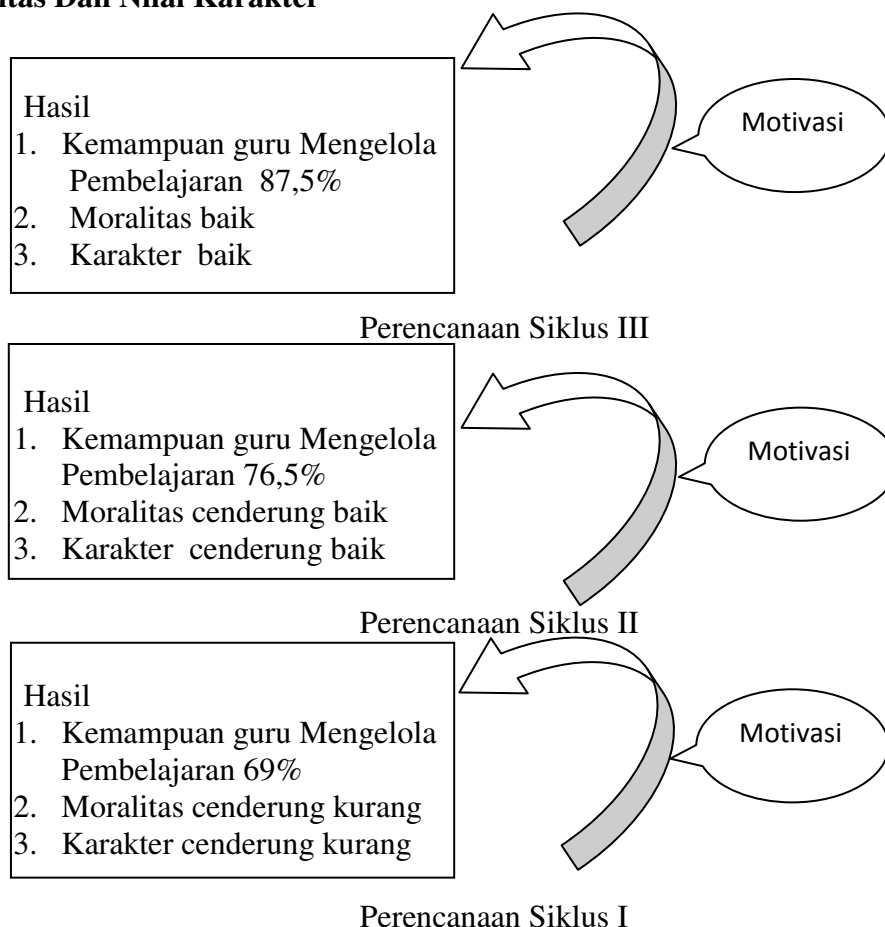 Dan Nilai Karakter
Hasil
1. Kemampuan guru Mengelola
Pembelajaran 87,5%
2. Moralitas baik
3. Karakter baik
Motivasi
Perencanaan Siklus III
Hasil
1. Kemampuan guru Mengelola
Pembelajaran 76,5%
2. Moralitas cenderung baik
3. Karakter cenderung baik
Motivasi
Perencanaan Siklus II
Hasil
1. Kemampuan guru Mengelola
Pembelajaran 69%
2. Moralitas cenderung kurang
3. Karakter cenderung kurang
Motivasi
Perencanaan Siklus I